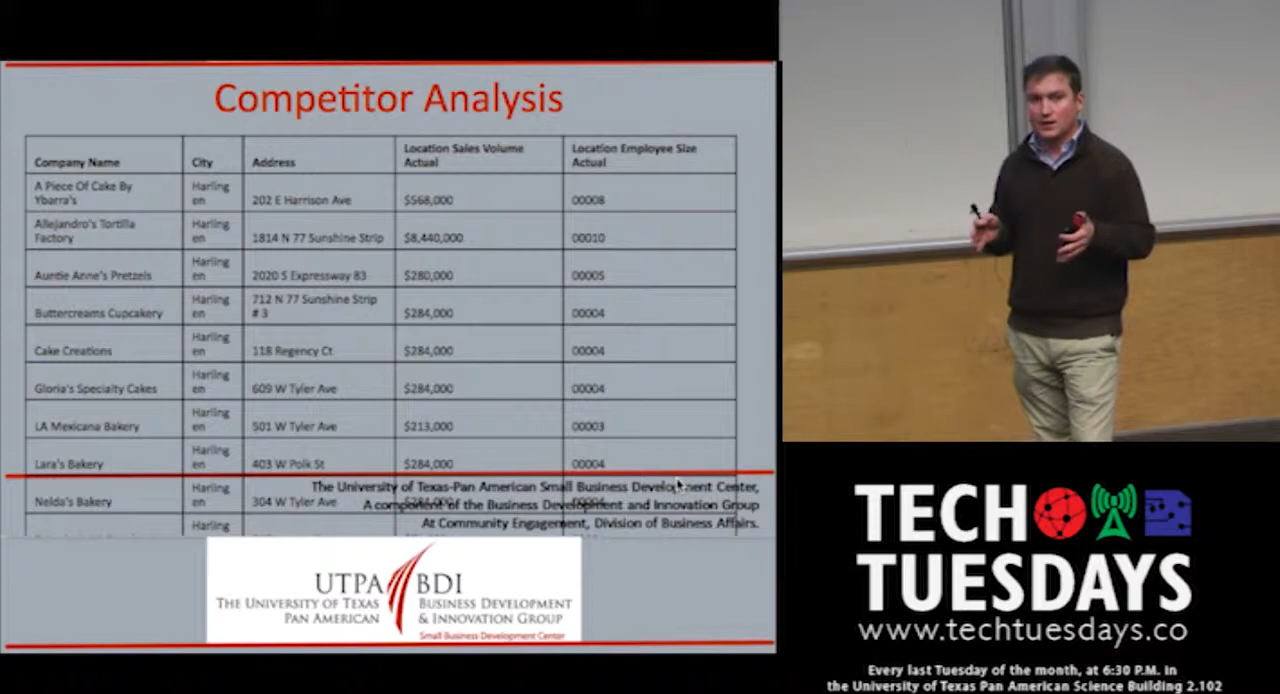 Competitor Analysis
Company Name
City
Address
Location Sales Volume
Actual
Location Employee Size
Actual
A Piece Of Cake By
Ybarra's
Harling
en
202 E Harrison Ave
$568,000
00008
Allejandro's Tortilla
Factory
Harling
en
1814 N 77 Sunshine Strip
$8,440,000
00010
Auntie Anne's Pretzels
Harling
en
2020 S Expressway 83
$280,000
00005
Buttercreams Cupcakery
Harling
en
712 N 77 Sunshine Strip
# 3
$284,000
00004
Cake Creations
Harling
en
118 Regency Ct
$284,000
00004
Gloria's Specialty Cakes
Harling
en
609 W Tyler Ave
$284,000
00004
LA Mexicana Bakery
Harling
en
501 W Tyler Ave
$213,000
00003
Lara's Bakery
Harling
en
403 W Polk St
$284,000
00004
Nelda's Bakery
Harling
en
304 W Tyler Ave
$284,000
00004
Harling
The University of Texas-Pan American Small Business Development Center,
A component of the Business Development and Innovation Group
At Community Engagement, Division of Business Affairs.
UTPA BDI
THE UNIVERSITY OF TEXAS
PAN AMERICAN
BUSINESS DEVELOPMENT
& INNOVATION GROUP
Small Business Development Center
TECH
TUESDAYS
www.techtuesdays.co
Every last Tuesday of the month, at 6:30 P.M. in
the University of Texas Pan American Science Building 2.102